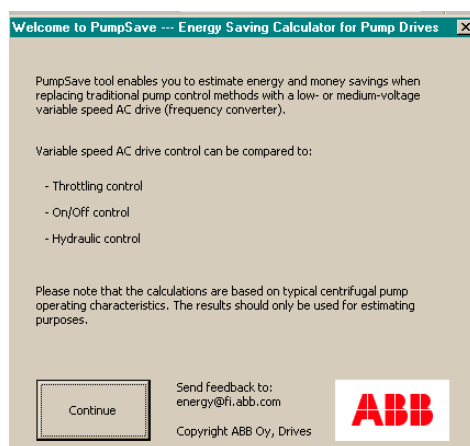 Welcome to PumpSave --- Energy Saving Calculator for Pump Drives
PumpSave tool enables you to estimate energy and money savings when
replacing traditional pump control methods with a low- or medium-voltage
variable speed AC drive (frequency converter).
Variable speed AC drive control can be compared to:
- Throttling control
- On/Off control
- Hydraulic control
Please note that the calculations are based on typical centrifugal pump
operating characteristics. The results should only be used for estimating
purposes.
Continue
Send feedback to:
energy@fi.abb.com
Copyright ABB Oy, Drives
ABB